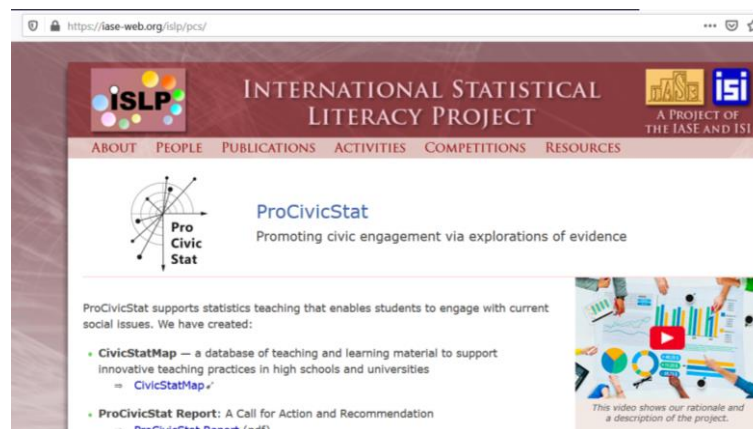 https://iase-web.org/islp/pcs/
ISLP
INTERNATIONAL STATISTICAL
LITERACY PROJECT
IASE
isi
A PROJECT OF
THE IASE AND ISI
ABOUT PEOPLE PUBLICATIONS ACTIVITIES COMPETITIONS RESOURCES
Pro
Civic
Stat
ProCivicStat
Promoting civic engagement via explorations of evidence
ProCivicStat supports statistics teaching that enables students to engage with current
social issues. We have created:
• CivicStatMap — a database of teaching and learning material to support
innovative teaching practices in high schools and universities
⇒ CivicStatMap
• ProCivicStat Report: A Call for Action and Recommendation
⇒ ProCivicStat Report (pdf)
This video shows our rationale and
a description of the project.